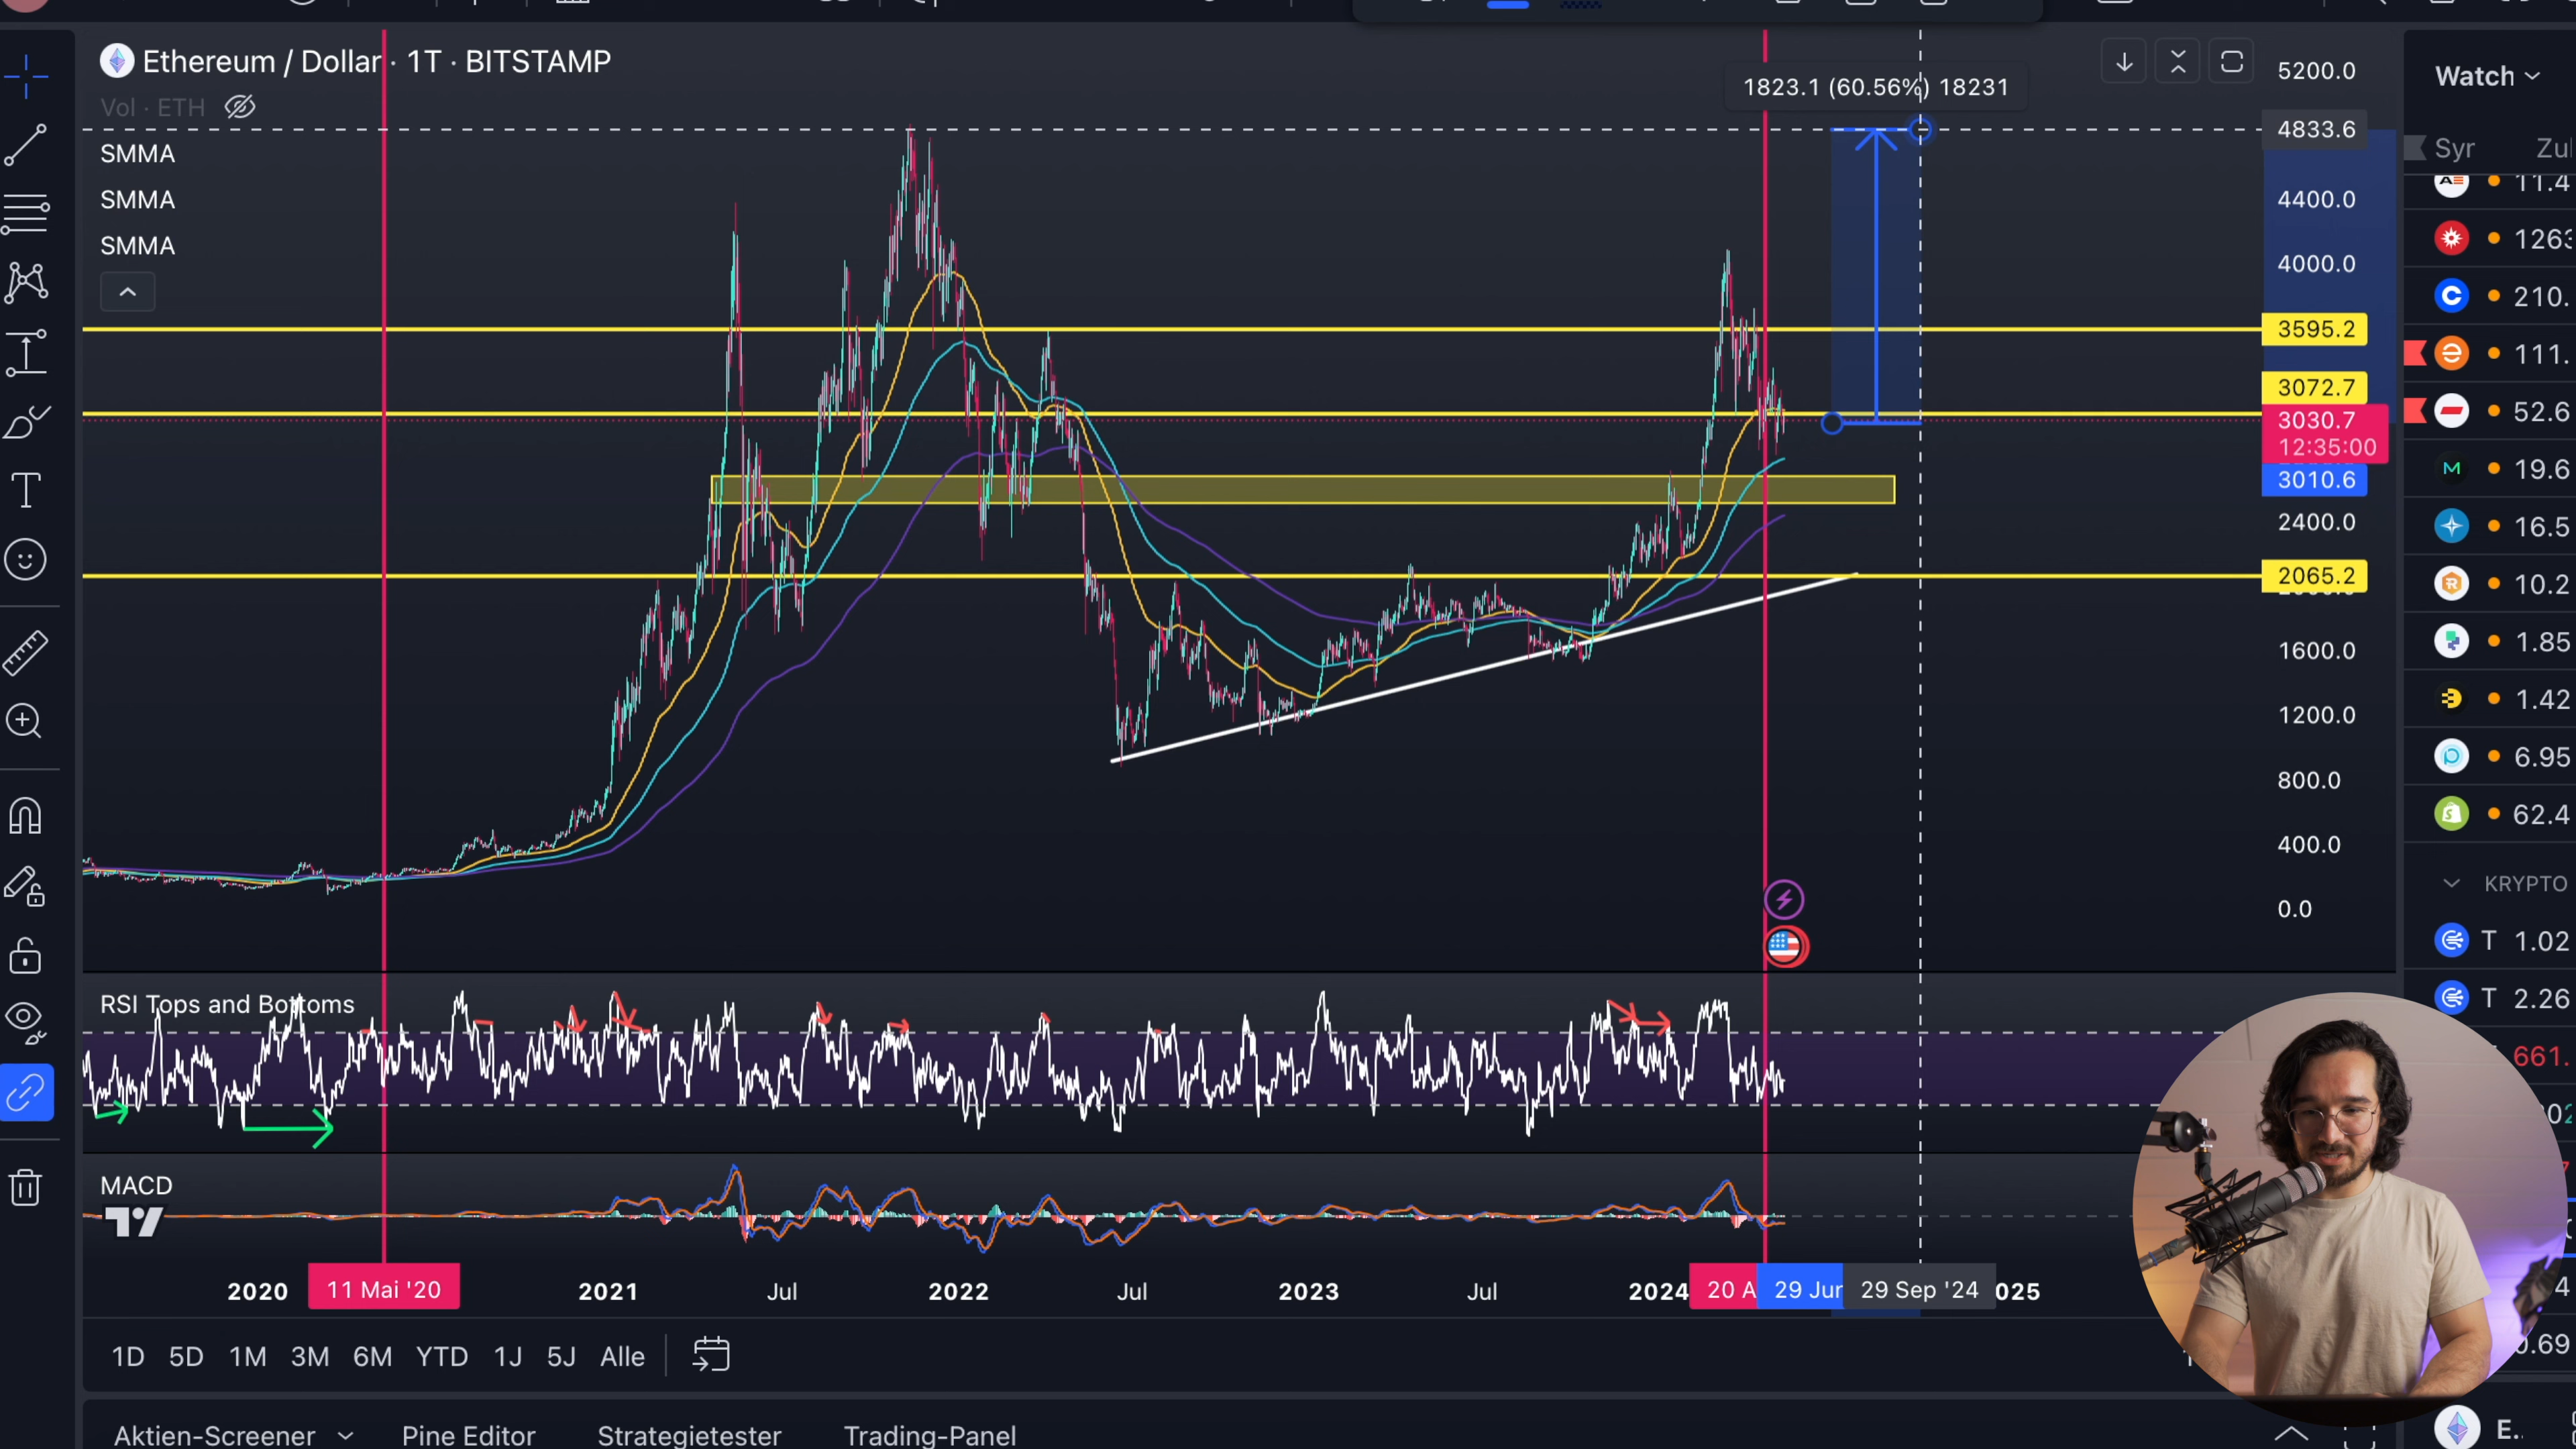 Ethereum / Dollar · 1T · BITSTAMP
Vol · ETH
SMMA
SMMA
SMMA
1823.1 (60.56%) 18231
5200.0
4833.6
4400.0
4000.0
3595.2
3072.7
3030.7
12:35:00
3010.6
2400.0
2065.2
1600.0
1200.0
800.0
400.0
0.0
RSI Tops and Bottoms
MACD
2020
11 Mai '20
2021
Jul
2022
Jul
2023
Jul
2024
20 A
29 Jun
29 Sep '24
025
1D 5D 1M 3M 6M YTD 1J 5J Alle
Aktien-Screener Pine Editor Strategietester Trading-Panel
Watch
Syr Zul
11.4
1263
210.
111.
52.6
19.6
16.5
10.2
1.85
1.42
6.95
62.4
KRYPTO
T 1.02
T 2.26
661.
0.69
E..